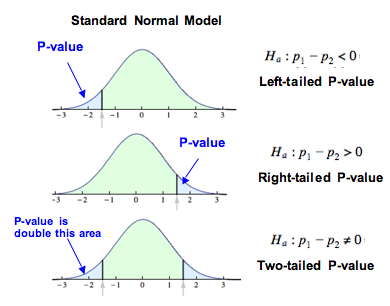 Standard Normal Model
P-value
Hₐ : p₁ − p₂ < 0
Left-tailed P-value
−3 −2 −1 0 1 2 3
P-value
Hₐ : p₁ − p₂ > 0
Right-tailed P-value
−3 −2 −1 0 1 2 3
P-value is
double this area
Hₐ : p₁ − p₂ ≠ 0
Two-tailed P-value
−3 −2 −1 0 1 2 3